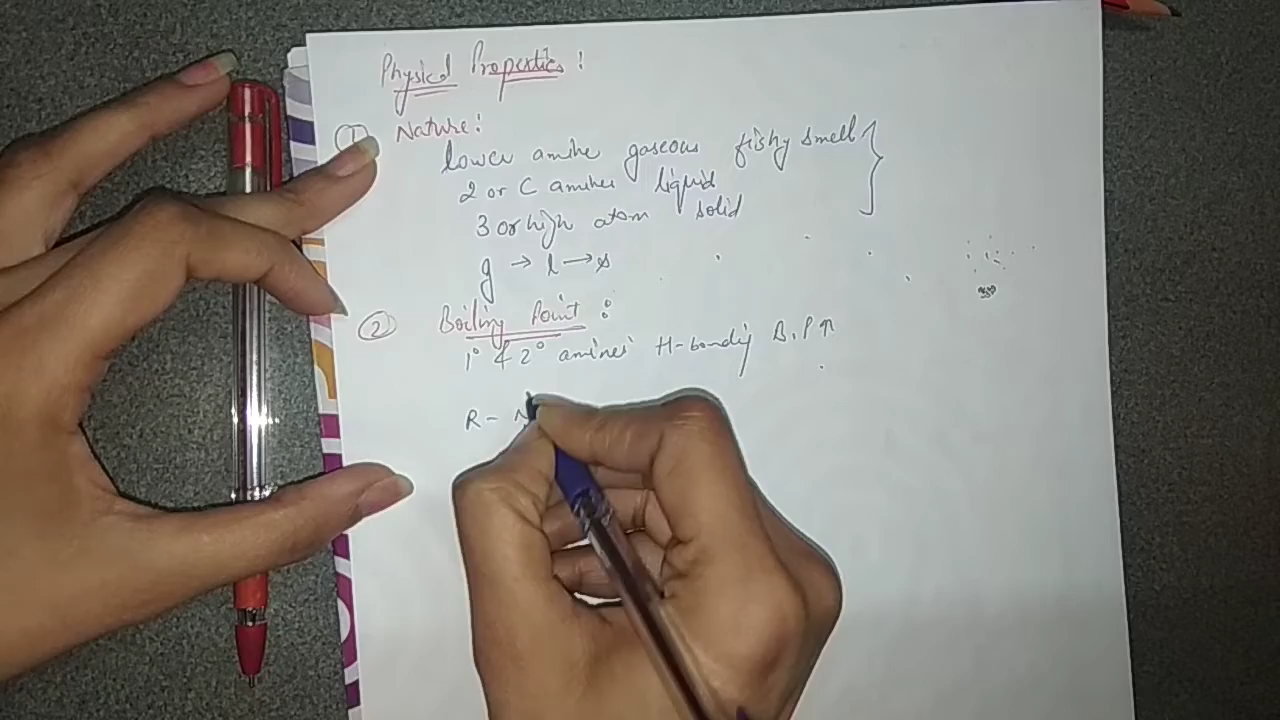 Physical Properties :
① Nature :
lower amine gaseous fishy smell
2 or C amines liquid
3 or high atom solid
g → l → s
② Boiling Point :
1° & 2° amines H-bonding B.P ↑
R - N